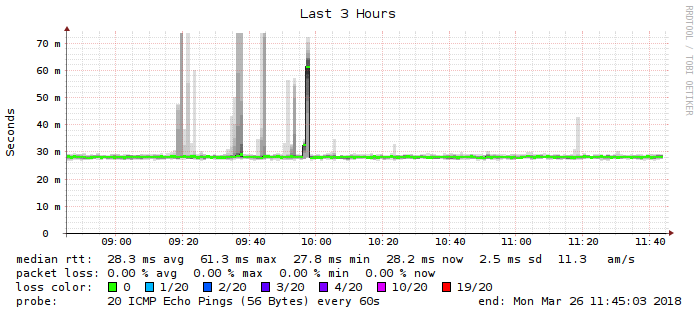 Last 3 Hours
RRDTOOL / TOBI OETIKER
Seconds
70 m
60 m
50 m
40 m
30 m
20 m
10 m
0
09:00 09:20 09:40 10:00 10:20 10:40 11:00 11:20 11:40
median rtt: 28.3 ms avg 61.3 ms max 27.8 ms min 28.2 ms now 2.5 ms sd 11.3 am/s
packet loss: 0.00 % avg 0.00 % max 0.00 % min 0.00 % now
loss color: 0 1/20 2/20 3/20 4/20 10/20 19/20
probe: 20 ICMP Echo Pings (56 Bytes) every 60s end: Mon Mar 26 11:45:03 2018